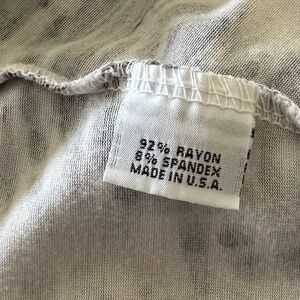 92% RAYON
8% SPANDEX
MADE IN U.S.A.